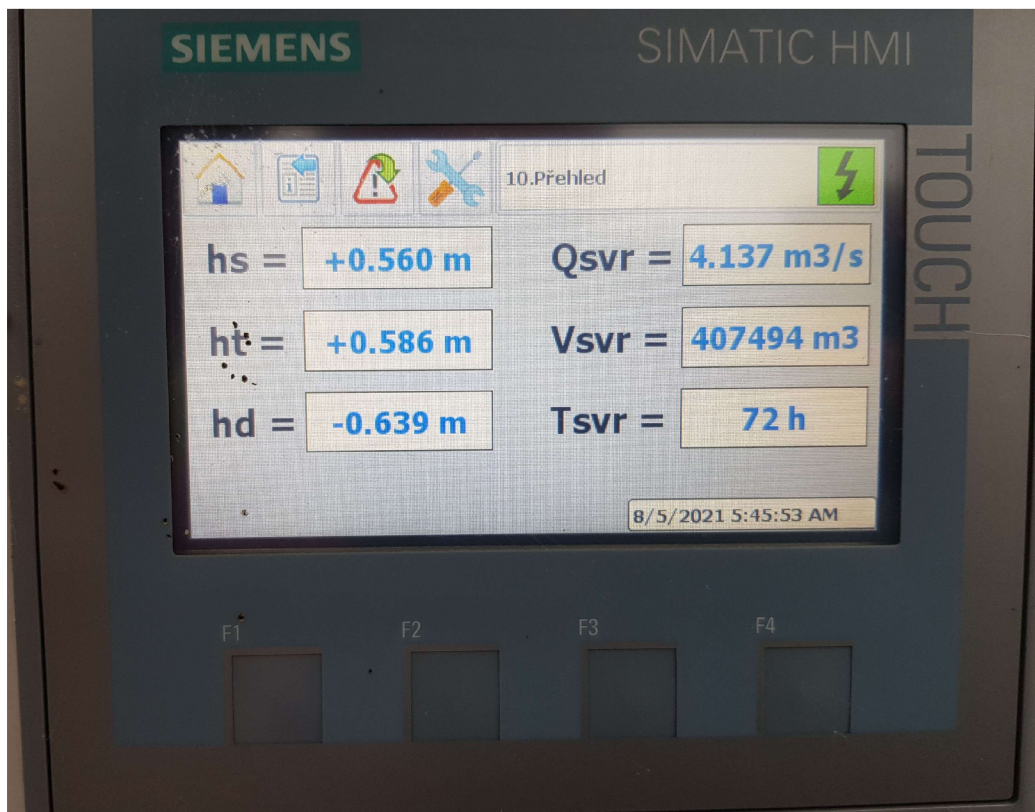 SIEMENS
SIMATIC HMI
TOUCH
10.Přehled
hs = +0.560 m
Qsvr = 4.137 m3/s
ht = +0.586 m
Vsvr = 407494 m3
hd = -0.639 m
Tsvr = 72 h
8/5/2021 5:45:53 AM
F1
F2
F3
F4